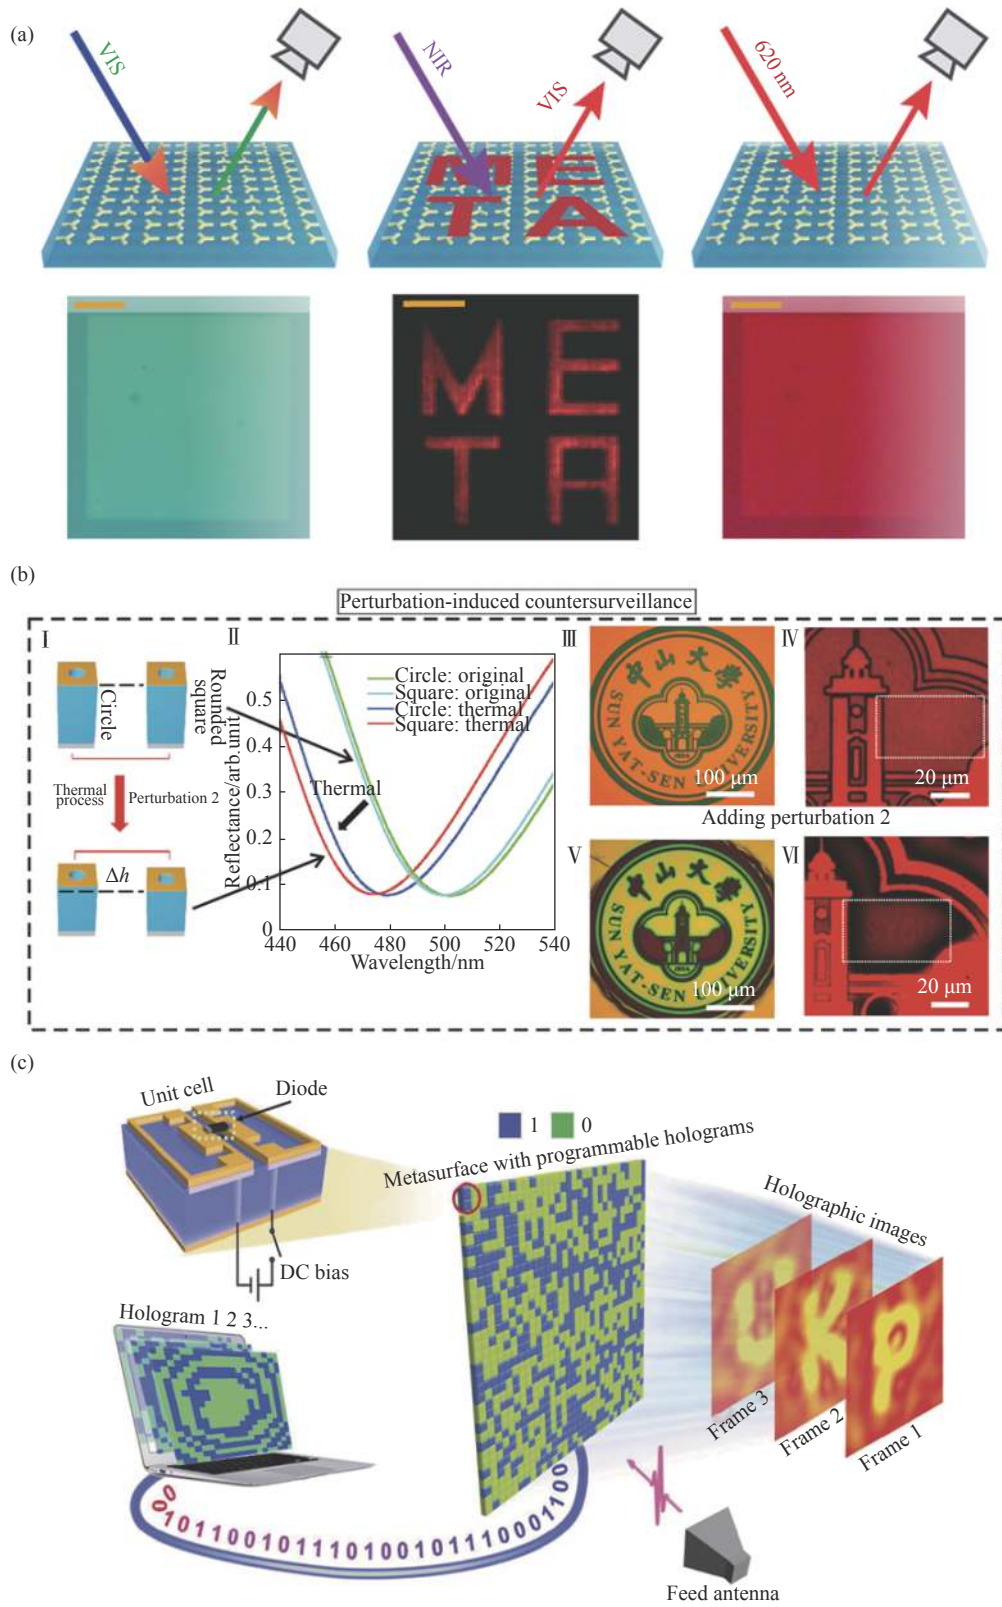 (a)
VIS
NIR
VIS
620 nm
M E
T A
M E
T A
(b)
Perturbation-induced countersurveillance
Ⅰ
Circle
Rounded square
Thermal process
Perturbation 2
Δh
Ⅱ
Reflectance/arb.unit
0.5
0.4
0.3
0.2
0.1
0
440 460 480 500 520 540
Wavelength/nm
Circle: original
Square: original
Circle: thermal
Square: thermal
Thermal
Ⅲ
中山大學
SUN YAT-SEN UNIVERSITY
100 μm
Ⅳ
20 μm
Adding perturbation 2
Ⅴ
中山大學
SUN YAT-SEN UNIVERSITY
100 μm
Ⅵ
20 μm
(c)
Unit cell
Diode
DC bias
1 0
Metasurface with programmable holograms
Holographic images
Hologram 1 2 3...
U
K
P
Frame 3
Frame 2
Frame 1
Feed antenna